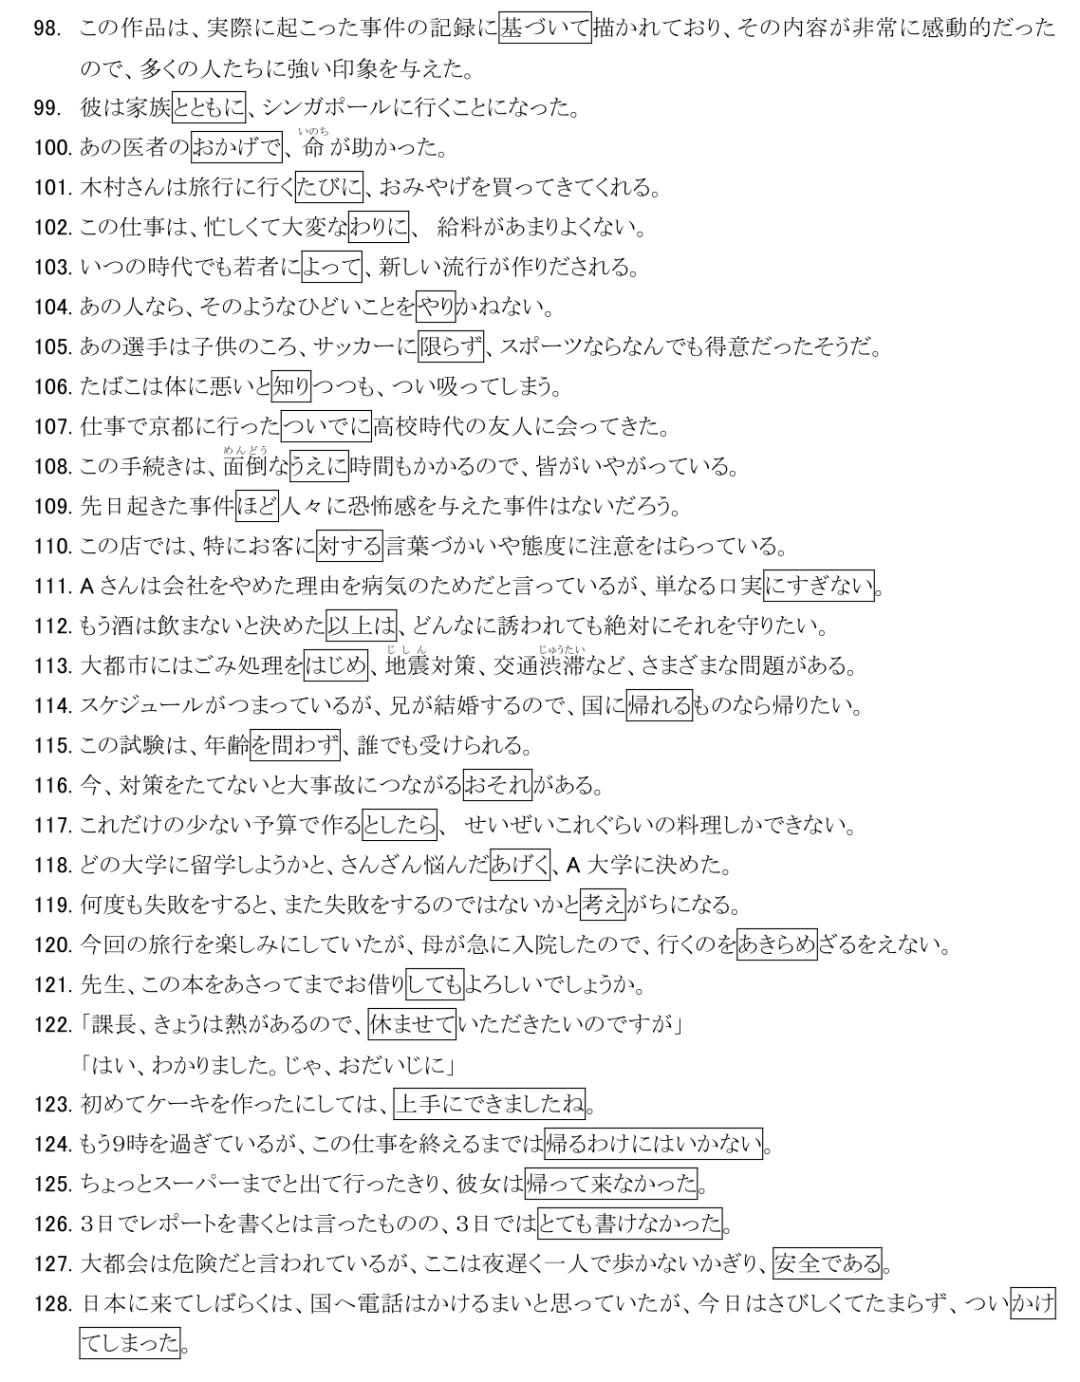 98. この作品は、実際に起こった事件の記録に基づいて描かれており、その内容が非常に感動的だった
ので、多くの人たちに強い印象を与えた。
99. 彼は家族とともに、シンガポールに行くことになった。
いのち
100. あの医者のおかげで、命が助かった。
101. 木村さんは旅行に行くたびに、おみやげを買ってきてくれる。
102. この仕事は、忙しくて大変なわりに、 給料があまりよくない。
103. いつの時代でも若者によって、新しい流行が作りだされる。
104. あの人なら、そのようなひどいことをやりかねない。
105. あの選手は子供のころ、サッカーに限らず、スポーツならなんでも得意だったそうだ。
106. たばこは体に悪いと知りつつも、つい吸ってしまう。
107. 仕事で京都に行ったついでに高校時代の友人に会ってきた。
めんどう
108. この手続きは、面倒なうえに時間もかかるので、皆がいやがっている。
109. 先日起きた事件ほど人々に恐怖感を与えた事件はないだろう。
110. この店では、特にお客に対する言葉づかいや態度に注意をはらっている。
111. Aさんは会社をやめた理由を病気のためだと言っているが、単なる口実にすぎない。
112. もう酒は飲まないと決めた以上は、どんなに誘われても絶対にそれを守りたい。
じしん じゅうたい
113. 大都市にはごみ処理をはじめ、地震対策、交通渋滞など、さまざまな問題がある。
114. スケジュールがつまっているが、兄が結婚するので、国に帰れるものなら帰りたい。
115. この試験は、年齢を問わず、誰でも受けられる。
116. 今、対策をたてないと大事故につながるおそれがある。
117. これだけの少ない予算で作るとしたら、 せいぜいこれぐらいの料理しかできない。
118. どの大学に留学しようかと、さんざん悩んだあげく、A 大学に決めた。
119. 何度も失敗をすると、また失敗をするのではないかと考えがちになる。
120. 今回の旅行を楽しみにしていたが、母が急に入院したので、行くのをあきらめざるをえない。
121. 先生、この本をあさってまでお借りしてもよろしいでしょうか。
122. 「課長、きょうは熱があるので、休ませていただきたいのですが」
「はい、わかりました。じゃ、おだいじに」
123. 初めてケーキを作ったにしては、上手にできましたね。
124. もう9時を過ぎているが、この仕事を終えるまでは帰るわけにはいかない。
125. ちょっとスーパーまでと出て行ったきり、彼女は帰って来なかった。
126. 3日でレポートを書くとは言ったものの、3日ではとても書けなかった。
127. 大都会は危険だと言われているが、ここは夜遅く一人で歩かないかぎり、安全である。
128. 日本に来てしばらくは、国へ電話はかけるまいと思っていたが、今日はさびしくてたまらず、ついかけ
てしまった。